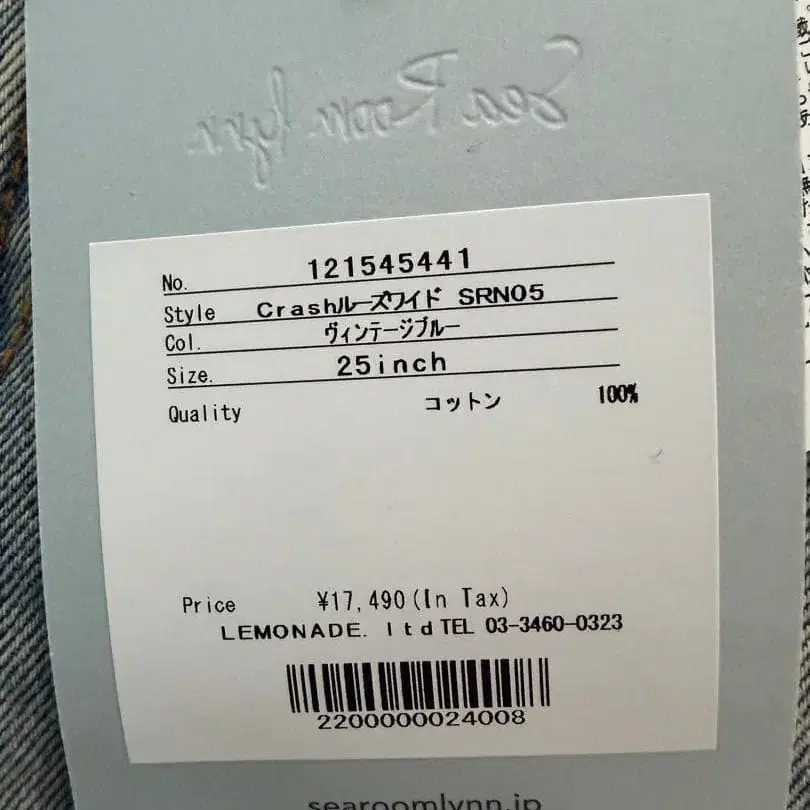 Sea Room lynn
No. 121545441
Style Crashルーズワイド SRN05
Col. ヴィンテージブルー
Size. 25inch
Quality コットン 100%
Price ¥17,490(In Tax)
LEMONADE. ltd TEL 03-3460-0323
2200000024008
searoomlynn.jp